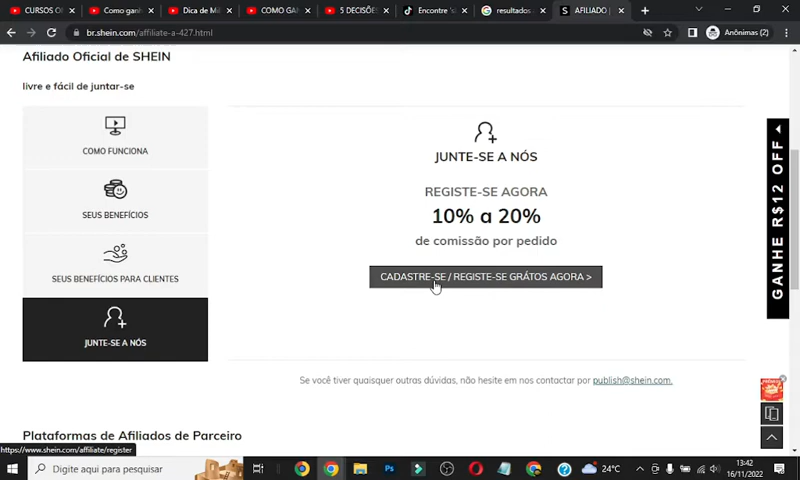 CURSOS O
Como ganh
Dica de M
COMO GA
5 DECISÕE
Encontre 's
resultados
AFILIADO
br.shein.com/affiliate-a-427.html
Anônimas (2)
Afiliado Oficial de SHEIN
livre e fácil de juntar-se
COMO FUNCIONA
SEUS BENEFÍCIOS
SEUS BENEFÍCIOS PARA CLIENTES
JUNTE-SE A NÓS
JUNTE-SE A NÓS
REGISTE-SE AGORA
10% a 20%
de comissão por pedido
CADASTRE-SE / REGISTE-SE GRÁTOS AGORA >
GANHE R$12 OFF
Se você tiver quaisquer outras dúvidas, não hesite em nos contactar por publish@shein.com.
Plataformas de Afiliados de Parceiro
https://www.shein.com/affiliate/register
Digite aqui para pesquisar
24°C
13:42
16/11/2022